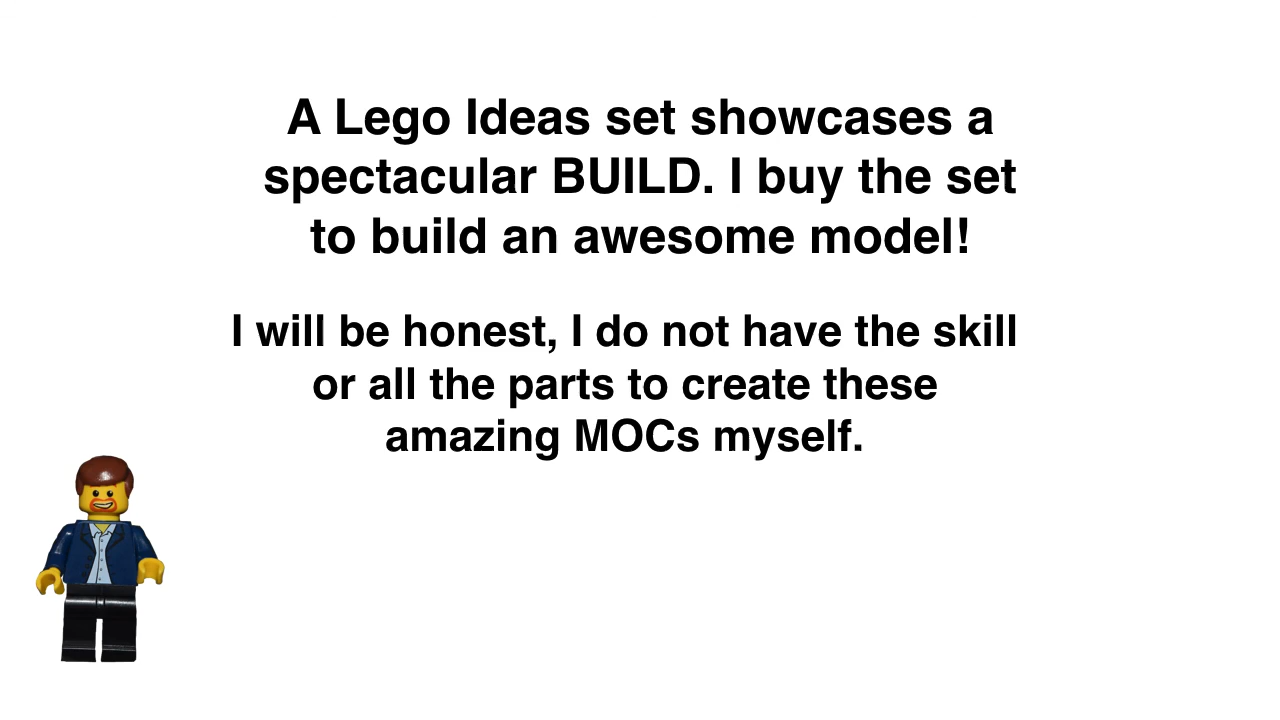 A Lego Ideas set showcases a
spectacular BUILD. I buy the set
to build an awesome model!
I will be honest, I do not have the skill
or all the parts to create these
amazing MOCs myself.